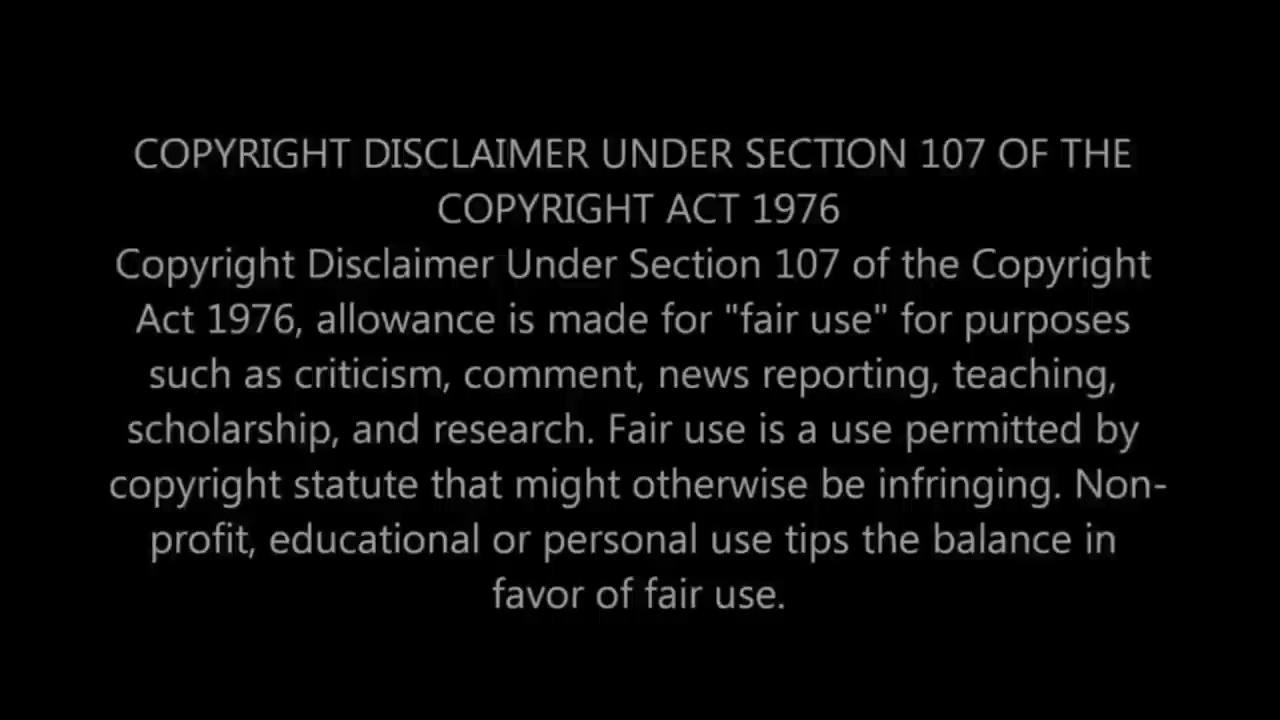 COPYRIGHT DISCLAIMER UNDER SECTION 107 OF THE
COPYRIGHT ACT 1976
Copyright Disclaimer Under Section 107 of the Copyright
Act 1976, allowance is made for "fair use" for purposes
such as criticism, comment, news reporting, teaching,
scholarship, and research. Fair use is a use permitted by
copyright statute that might otherwise be infringing. Non-
profit, educational or personal use tips the balance in
favor of fair use.